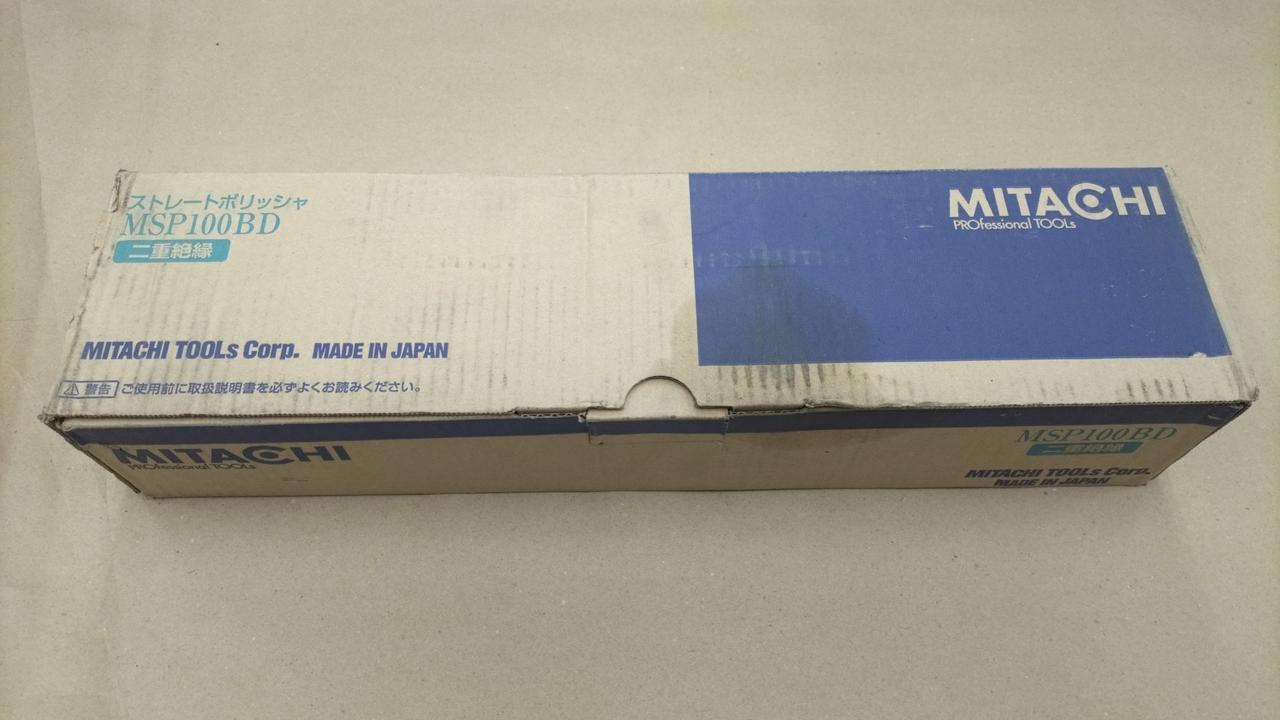 ストレートポリッシャ
MSP100BD
二重絶縁
MITACHI
PROfessional TOOLs
MITACHI TOOLs Corp. MADE IN JAPAN
⚠ 警告 ご使用前に取扱説明書を必ずよくお読みください。
MITACHI
PROfessional TOOLs
MSP100BD
二重絶縁
MITACHI TOOLs Corp.
MADE IN JAPAN